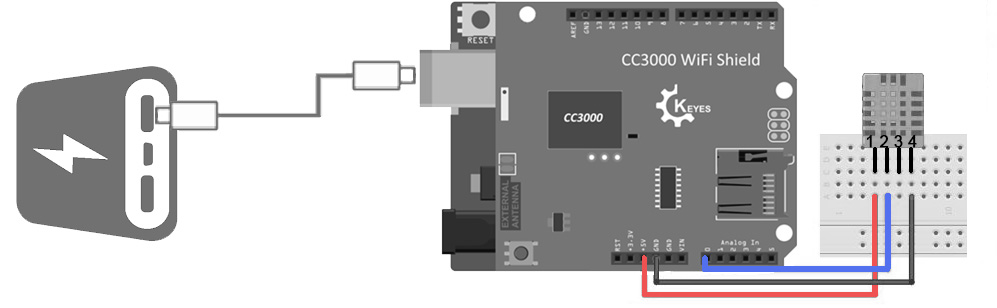 RESET
AREF
GND
13
12
11
10
9
8
7
6
5
4
3
2
TX
RX
CC3000 WiFi Shield
KEYES
CC3000
EXTERNAL
ANTENNA
1 2 3 4
RST
+3.3V
+5V
GND
GND
VIN
Analog In
0
1
2
3
4
5
1
10